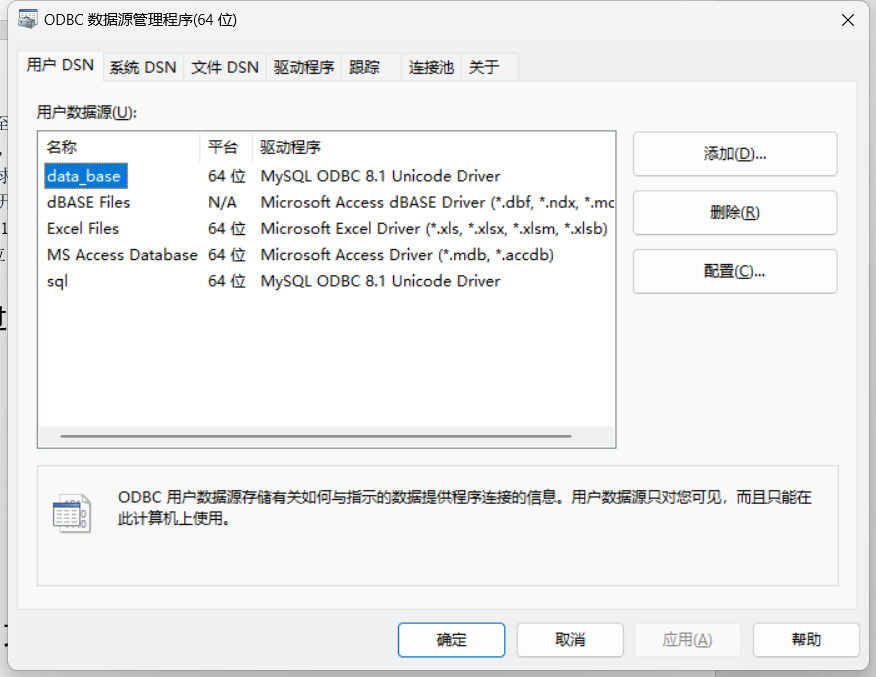 ODBC 数据源管理程序(64 位)
用户 DSN 系统 DSN 文件 DSN 驱动程序 跟踪 连接池 关于
用户数据源(U):
名称 平台 驱动程序
data_base 64 位 MySQL ODBC 8.1 Unicode Driver
dBASE Files N/A Microsoft Access dBASE Driver (*.dbf, *.ndx, *.mc
Excel Files 64 位 Microsoft Excel Driver (*.xls, *.xlsx, *.xlsm, *.xlsb)
MS Access Database 64 位 Microsoft Access Driver (*.mdb, *.accdb)
sql 64 位 MySQL ODBC 8.1 Unicode Driver
添加(D)...
删除(R)
配置(C)...
ODBC 用户数据源存储有关如何与指示的数据提供程序连接的信息。用户数据源只对您可见，而且只能在
此计算机上使用。
确定 取消 应用(A) 帮助